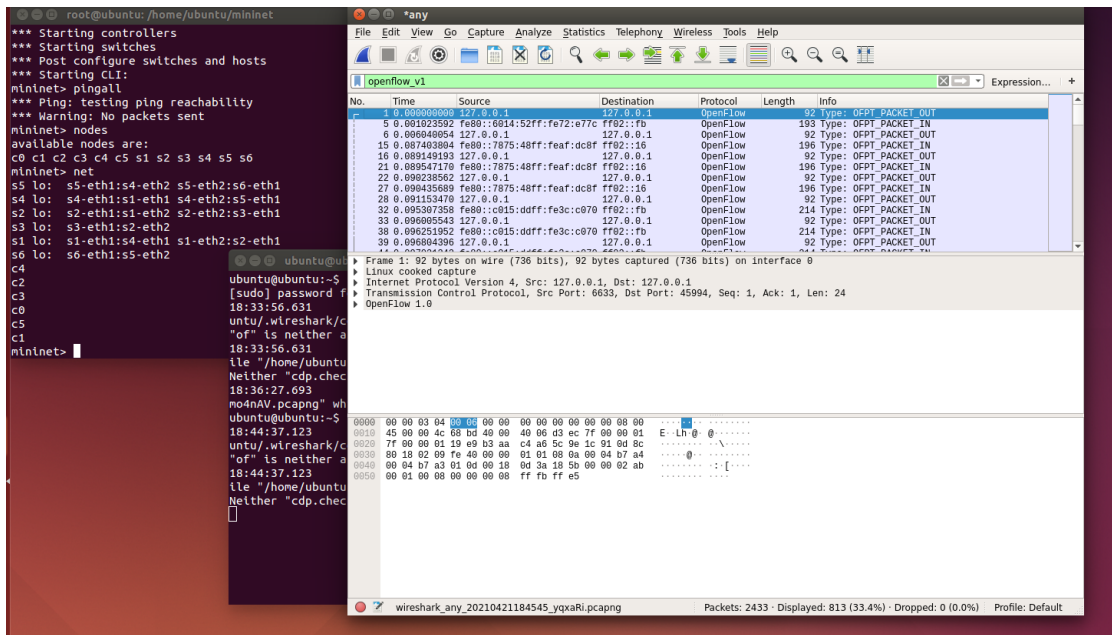 root@ubuntu: /home/ubuntu/mininet
*** Starting controllers
*** Starting switches
*** Post configure switches and hosts
*** Starting CLI:
mininet> pingall
*** Ping: testing ping reachability
*** Warning: No packets sent
mininet> nodes
available nodes are:
c0 c1 c2 c3 c4 c5 s1 s2 s3 s4 s5 s6
mininet> net
s5 lo:  s5-eth1:s4-eth2 s5-eth2:s6-eth1
s4 lo:  s4-eth1:s1-eth1 s4-eth2:s5-eth1
s2 lo:  s2-eth1:s1-eth2 s2-eth2:s3-eth1
s3 lo:  s3-eth1:s2-eth2
s1 lo:  s1-eth1:s4-eth1 s1-eth2:s2-eth1
s6 lo:  s6-eth1:s5-eth2
c4
c2
c3
c0
c5
c1
mininet>
ubuntu@ub
ubuntu@ubuntu:~$
[sudo] password f
18:33:56.631
untu/.wireshark/c
"of" is neither a
18:33:56.631
ile "/home/ubuntu
Neither "cdp.chec
18:36:27.693
mo4nAV.pcapng" wh
ubuntu@ubuntu:~$
18:44:37.123
untu/.wireshark/c
"of" is neither a
18:44:37.123
ile "/home/ubuntu
Neither "cdp.chec
*any
File Edit View Go Capture Analyze Statistics Telephony Wireless Tools Help
openflow_v1 Expression... +
No. Time Source Destination Protocol Length Info
1 0.000000000 127.0.0.1 127.0.0.1 OpenFlow 92 Type: OFPT_PACKET_OUT
5 0.001023592 fe80::6014:52ff:fe72:e77c ff02::fb OpenFlow 193 Type: OFPT_PACKET_IN
6 0.006040054 127.0.0.1 127.0.0.1 OpenFlow 92 Type: OFPT_PACKET_OUT
15 0.087403804 fe80::7875:48ff:feaf:dc8f ff02::16 OpenFlow 196 Type: OFPT_PACKET_IN
16 0.089149193 127.0.0.1 127.0.0.1 OpenFlow 92 Type: OFPT_PACKET_OUT
21 0.089547170 fe80::7875:48ff:feaf:dc8f ff02::16 OpenFlow 196 Type: OFPT_PACKET_IN
22 0.090238562 127.0.0.1 127.0.0.1 OpenFlow 92 Type: OFPT_PACKET_OUT
27 0.090435689 fe80::7875:48ff:feaf:dc8f ff02::16 OpenFlow 196 Type: OFPT_PACKET_IN
28 0.091153470 127.0.0.1 127.0.0.1 OpenFlow 92 Type: OFPT_PACKET_OUT
32 0.095307358 fe80::c015:ddff:fe3c:c070 ff02::fb OpenFlow 214 Type: OFPT_PACKET_IN
33 0.096005543 127.0.0.1 127.0.0.1 OpenFlow 92 Type: OFPT_PACKET_OUT
38 0.096251952 fe80::c015:ddff:fe3c:c070 ff02::fb OpenFlow 214 Type: OFPT_PACKET_IN
39 0.096804396 127.0.0.1 127.0.0.1 OpenFlow 92 Type: OFPT_PACKET_OUT
Frame 1: 92 bytes on wire (736 bits), 92 bytes captured (736 bits) on interface 0
Linux cooked capture
Internet Protocol Version 4, Src: 127.0.0.1, Dst: 127.0.0.1
Transmission Control Protocol, Src Port: 6633, Dst Port: 45994, Seq: 1, Ack: 1, Len: 24
OpenFlow 1.0
0000 00 00 03 04 00 06 00 00 00 00 00 00 00 00 08 00 ········ ········
0010 45 00 00 4c 68 bd 40 00 40 06 d3 ec 7f 00 00 01 E··Lh·@· @·······
0020 7f 00 00 01 19 e9 b3 aa c4 a6 5c 9e 1c 91 0d 8c ········ ··\·····
0030 80 18 02 09 fe 40 00 00 01 01 08 0a 00 04 b7 a4 ·····@·· ········
0040 00 04 b7 a3 01 0d 00 18 0d 3a 18 5b 00 00 02 ab ········ ·:·[····
0050 00 01 00 08 00 00 00 08 ff fb ff e5 ········ ····
wireshark_any_20210421184545_yqxaRi.pcapng Packets: 2433 · Displayed: 813 (33.4%) · Dropped: 0 (0.0%) Profile: Default